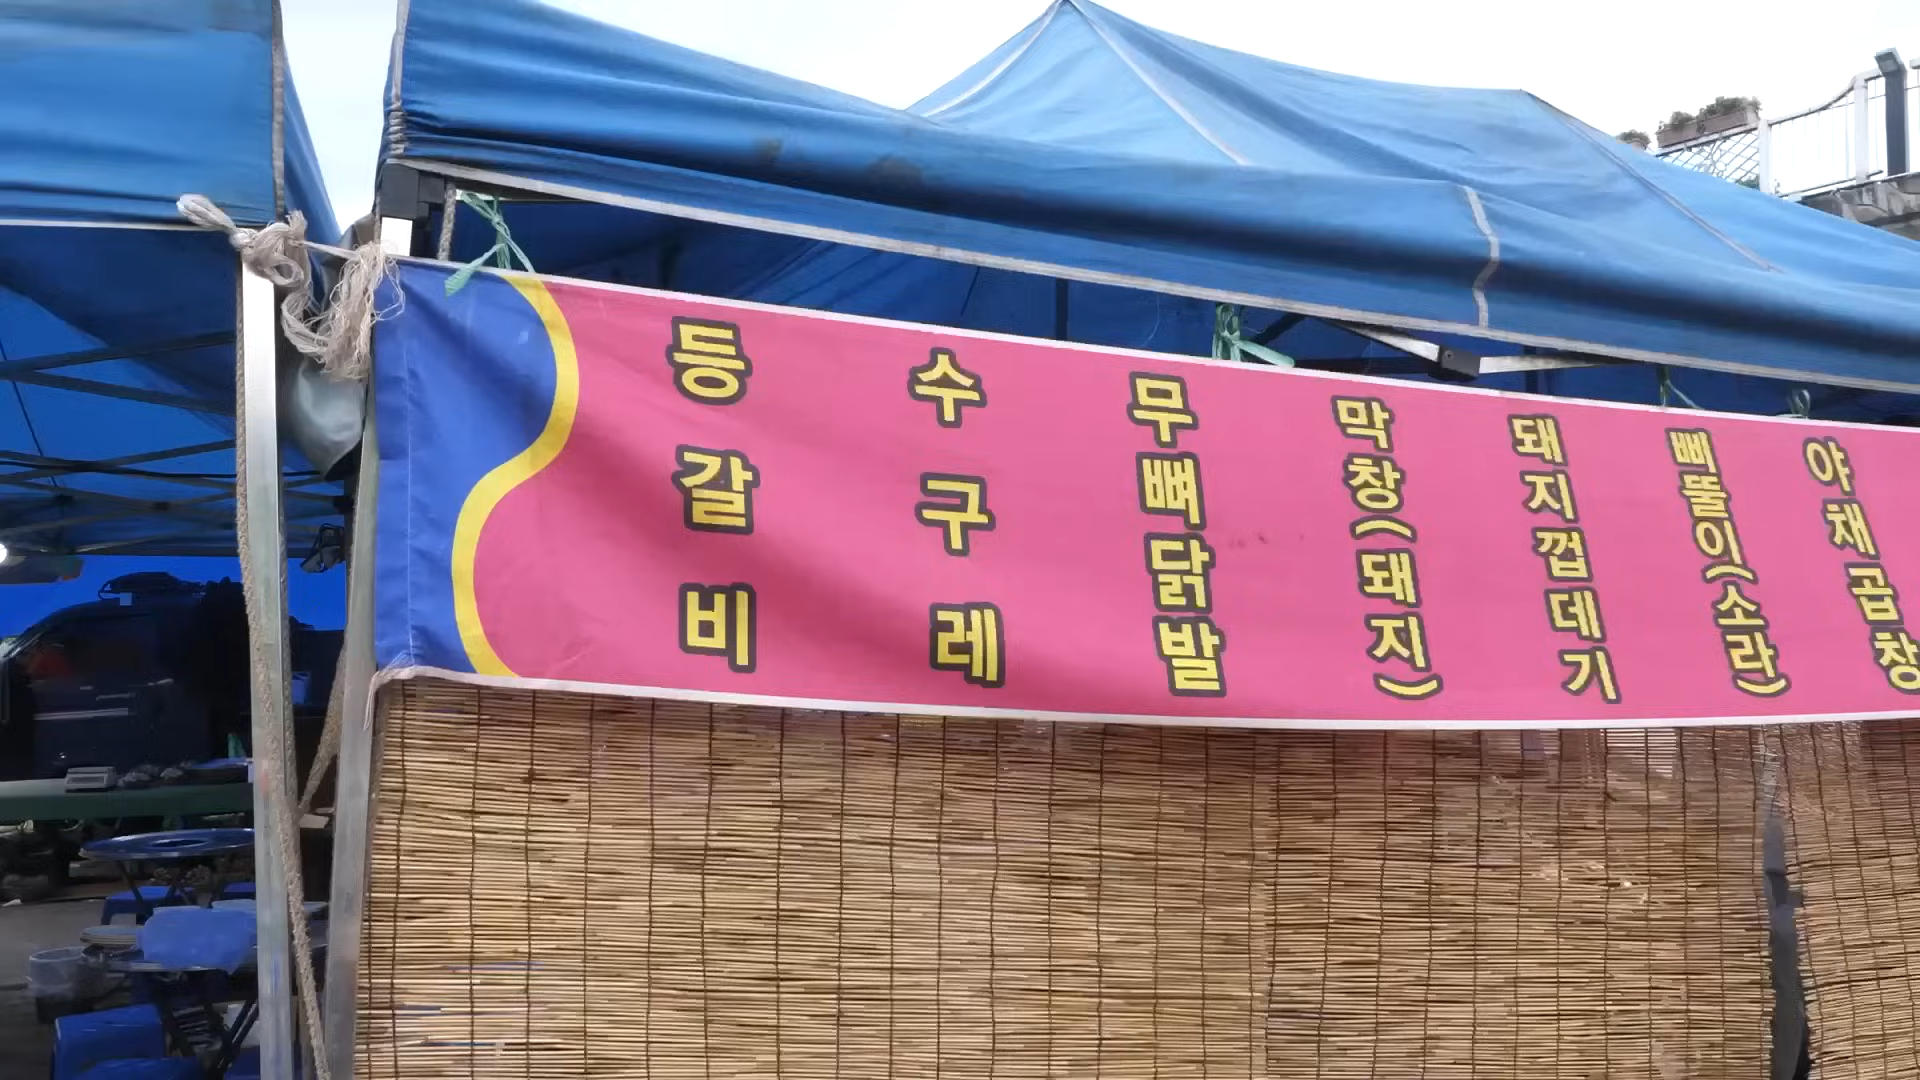 등갈비
수구레
무뼈닭발
막창(돼지)
돼지껍데기
삐뚤이(소라)
야채곱창